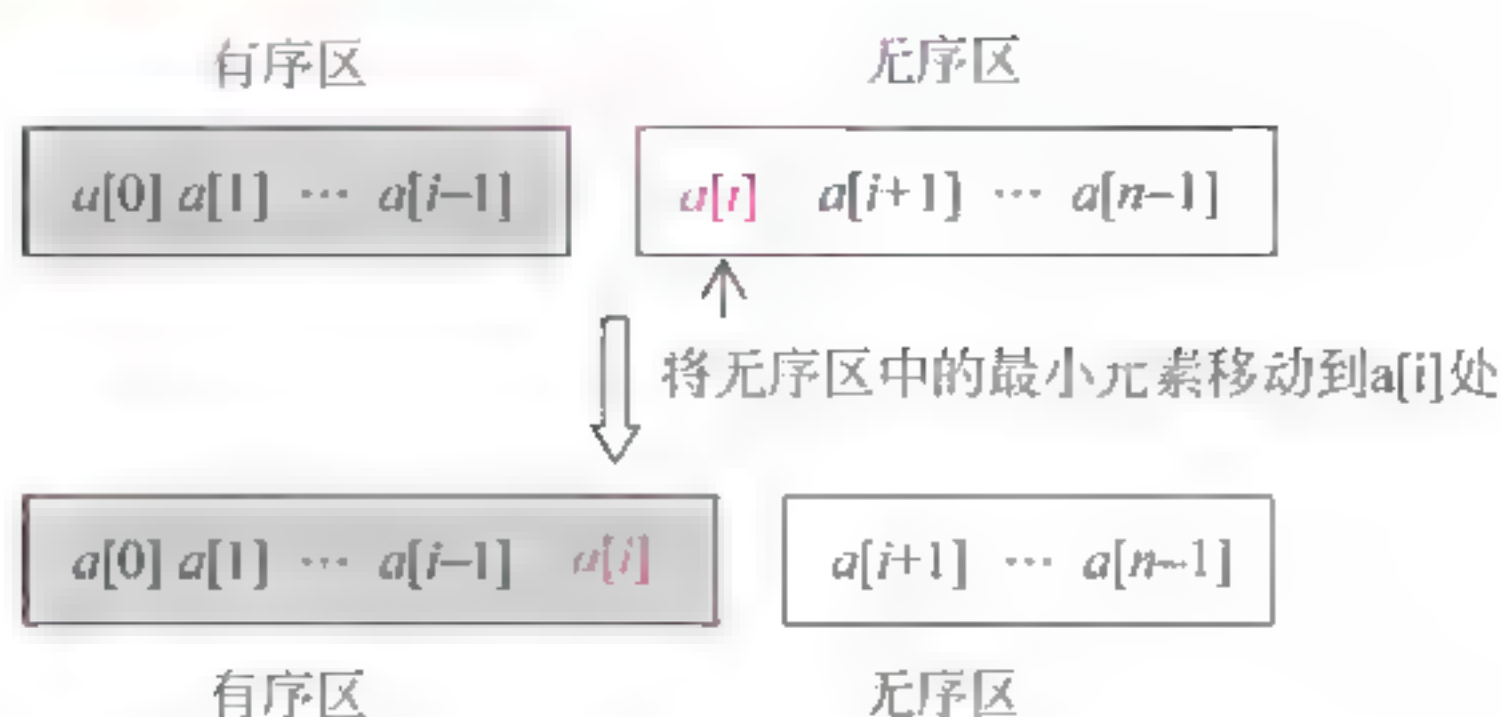 有序区 无序区
a[0] a[1] ⋯ a[i−1] a[i] a[i+1] ⋯ a[n−1]
将无序区中的最小元素移动到a[i]处
a[0] a[1] ⋯ a[i−1] a[i] a[i+1] ⋯ a[n−1]
有序区 无序区